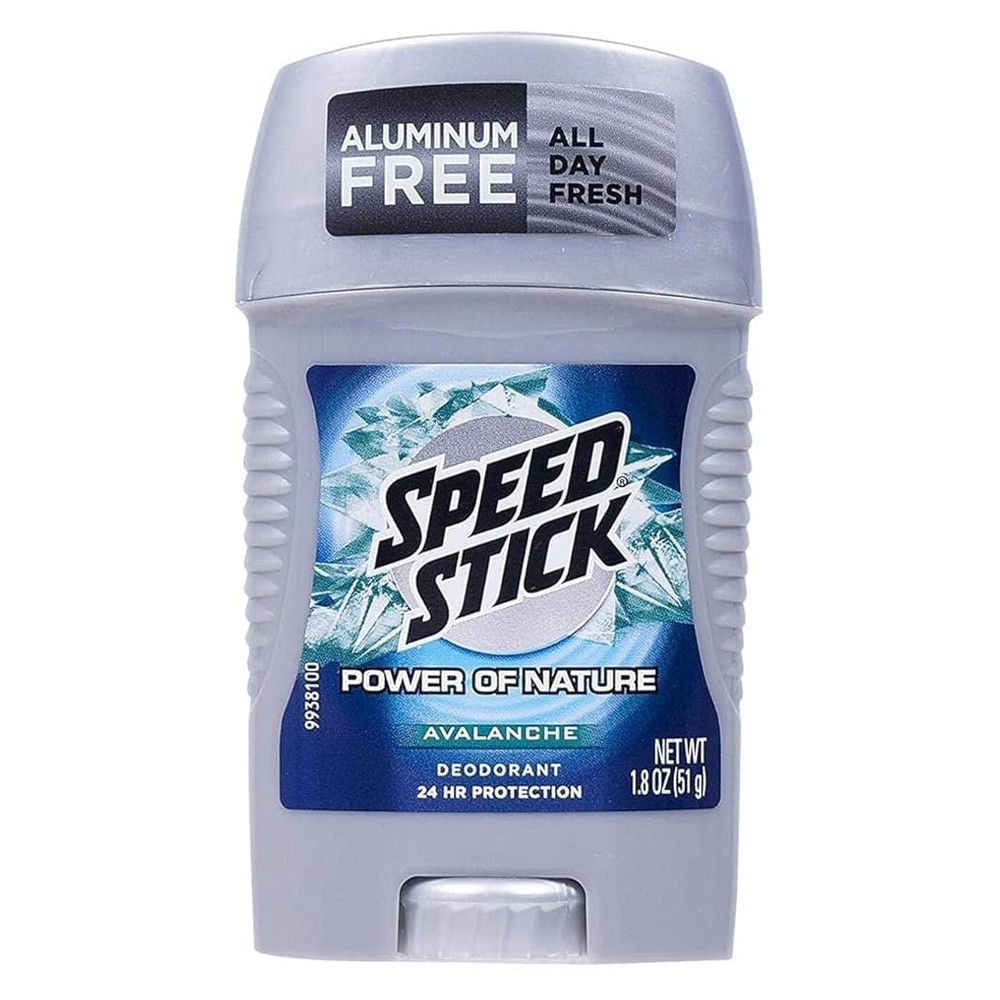 ALUMINUM
FREE
ALL
DAY
FRESH
SPEED
STICK®
POWER OF NATURE
AVALANCHE
DEODORANT
24 HR PROTECTION
NET WT
1.8 OZ (51 g)
9938100